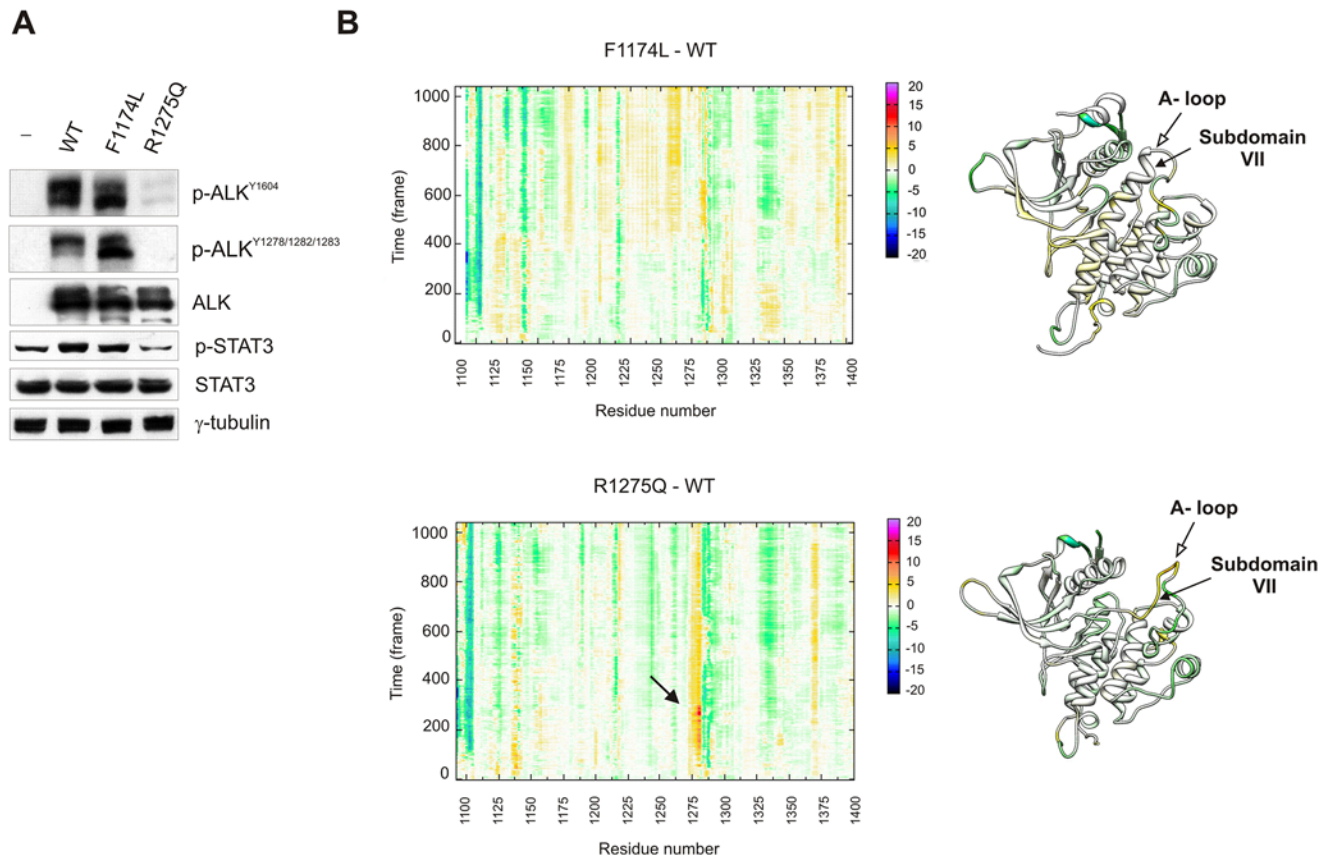 A
–
WT
F1174L
R1275Q
p-ALK^Y1604
p-ALK^Y1278/1282/1283
ALK
p-STAT3
STAT3
γ-tubulin
B
F1174L - WT
Time (frame)
1000
800
600
400
200
0
1100
1125
1150
1175
1200
1225
1250
1275
1300
1325
1350
1375
1400
Residue number
20
15
10
5
0
-5
-10
-15
-20
A- loop
Subdomain
VII
R1275Q - WT
Time (frame)
1000
800
600
400
200
0
1100
1125
1150
1175
1200
1225
1250
1275
1300
1325
1350
1375
1400
Residue number
20
15
10
5
0
-5
-10
-15
-20
A- loop
Subdomain
VII